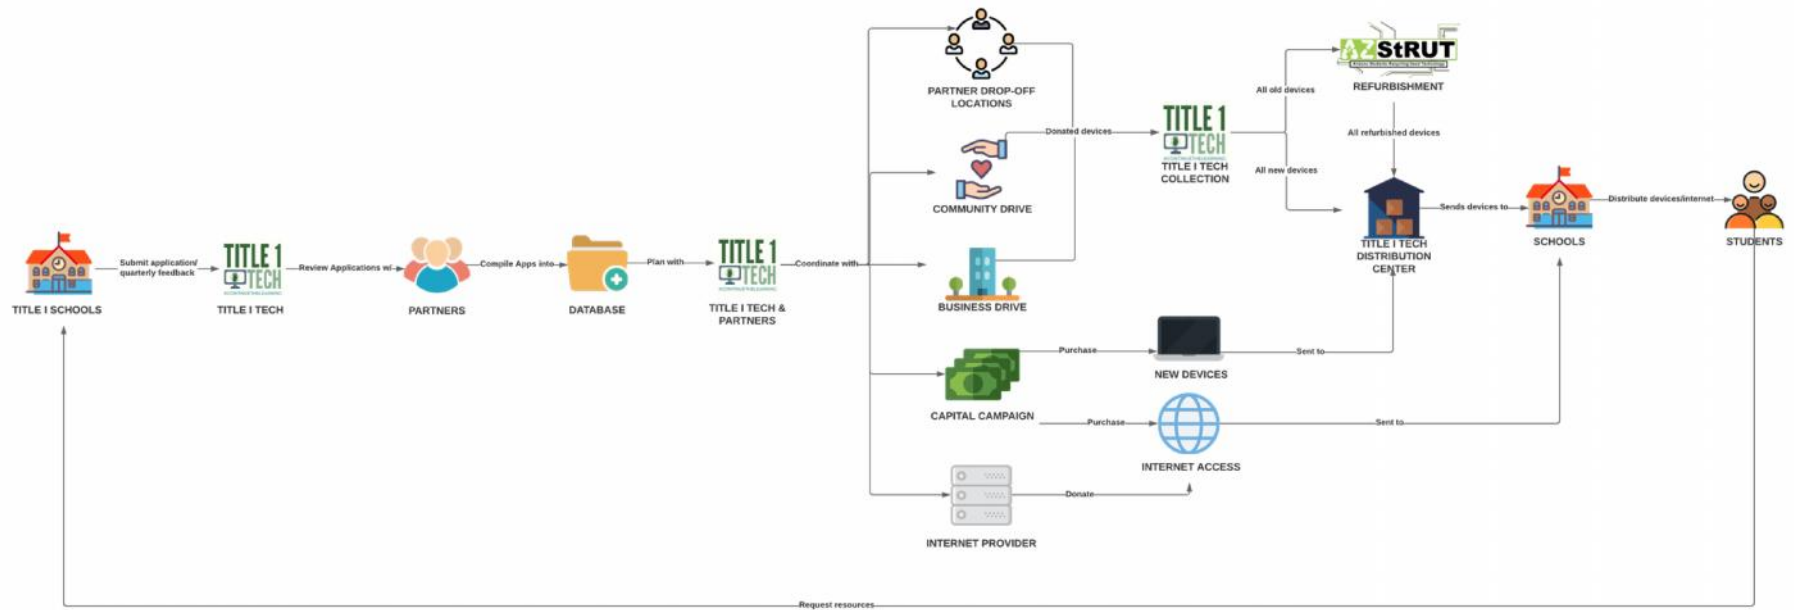 TITLE I SCHOOLS
Submit application/
quarterly feedback
TITLE 1
TECH
TITLE I TECH
Review Applications w/
PARTNERS
Compile Apps into
DATABASE
Plan with
TITLE 1
TECH
TITLE I TECH &
PARTNERS
Coordinate with
PARTNER DROP-OFF
LOCATIONS
COMMUNITY DRIVE
BUSINESS DRIVE
CAPITAL CAMPAIGN
INTERNET PROVIDER
Donated devices
TITLE 1
TECH
TITLE I TECH
COLLECTION
All old devices
All new devices
AZStRUT
REFURBISHMENT
All refurbished devices
TITLE I TECH
DISTRIBUTION
CENTER
Purchase
NEW DEVICES
Sent to
Purchase
INTERNET ACCESS
Sent to
Donate
Sends devices to
SCHOOLS
Distribute devices/internet
STUDENTS
Request resources